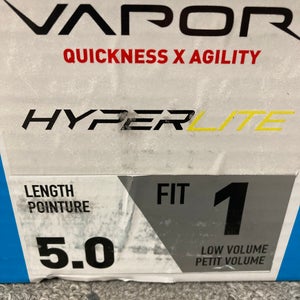 VAPOR
QUICKNESS X AGILITY
HYPERLITE
LENGTH
POINTURE
5.0
FIT 1
LOW VOLUME
PETIT VOLUME